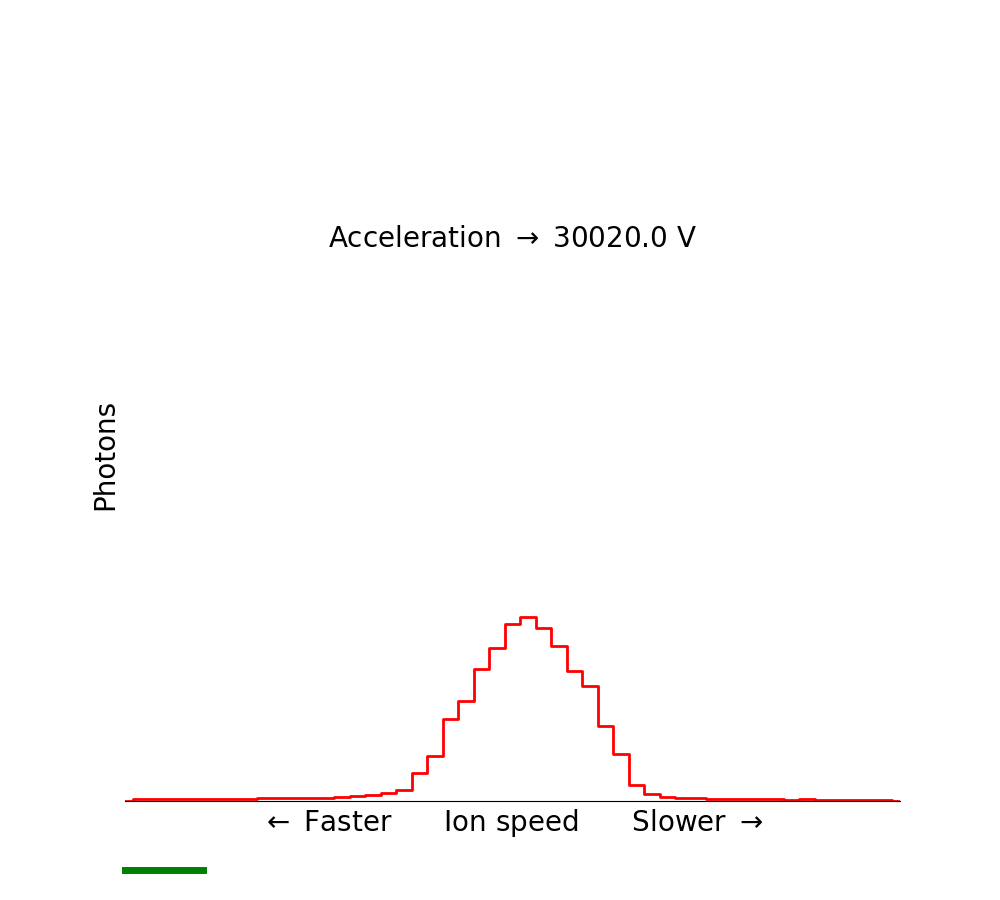 Acceleration → 30020.0 V
Photons
← Faster Ion speed Slower →